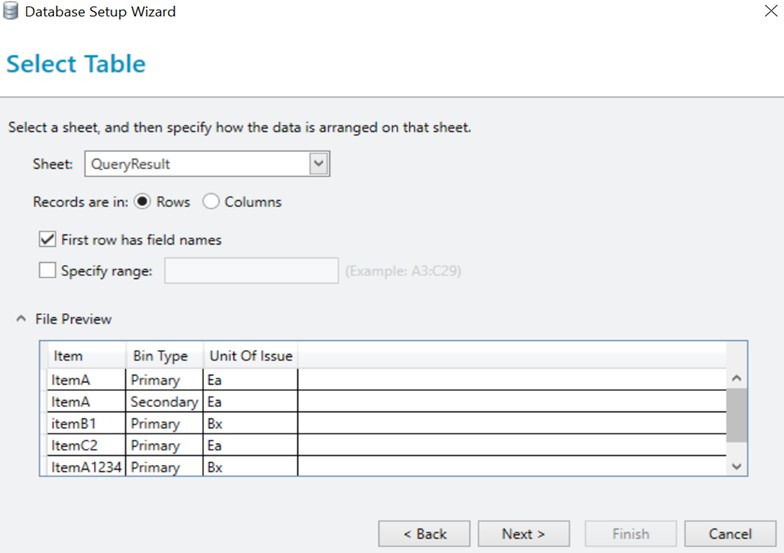 Database Setup Wizard
Select Table
Select a sheet, and then specify how the data is arranged on that sheet.
Sheet: QueryResult
Records are in: Rows Columns
First row has field names
Specify range: (Example: A3:C29)
File Preview
Item Bin Type Unit Of Issue
ItemA Primary Ea
ItemA Secondary Ea
itemB1 Primary Bx
ItemC2 Primary Ea
ItemA1234 Primary Bx
< Back Next > Finish Cancel